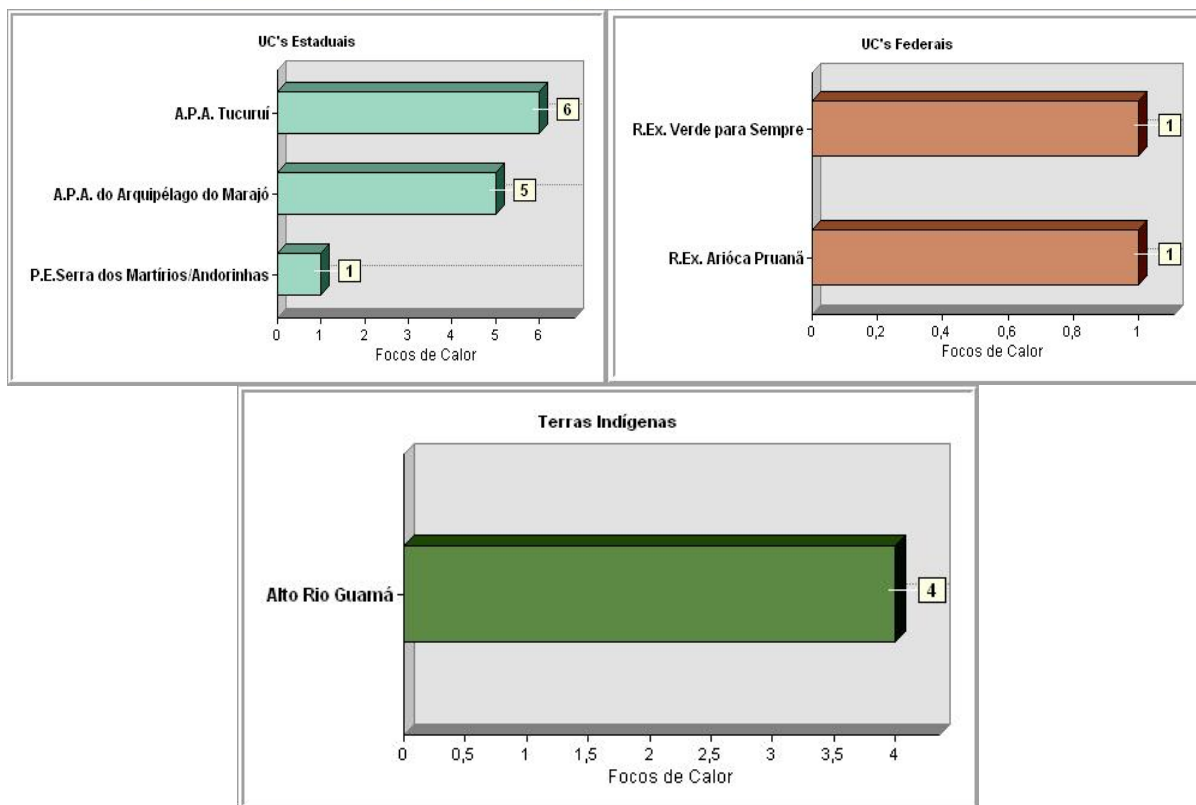 UC's Estaduais
A.P.A. Tucuruí
6
A.P.A. do Arquipélago do Marajó
5
P.E.Serra dos Martírios/Andorinhas
1
0 1 2 3 4 5 6
Focos de Calor
UC's Federais
R.Ex. Verde para Sempre
1
R.Ex. Arióca Pruanã
1
0 0,2 0,4 0,6 0,8 1
Focos de Calor
Terras Indígenas
Alto Rio Guamá
4
0 0,5 1 1,5 2 2,5 3 3,5 4
Focos de Calor